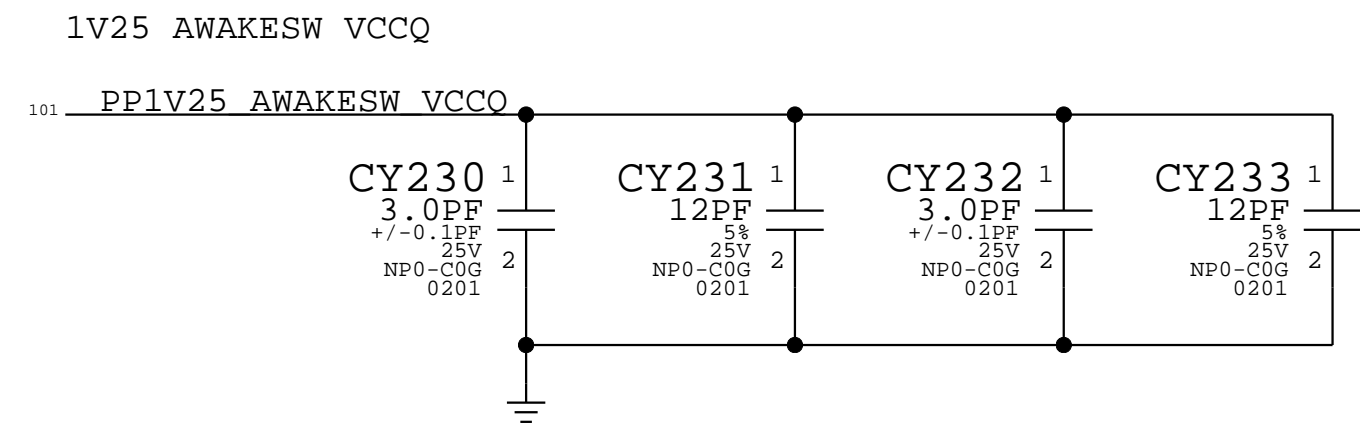 1V25 AWAKESW VCCQ
101 PP1V25_AWAKESW_VCCQ
CY230 1
3.0PF
+/-0.1PF
25V
NP0-C0G
0201
2
CY231 1
12PF
5%
25V
NP0-C0G
0201
2
CY232 1
3.0PF
+/-0.1PF
25V
NP0-C0G
0201
2
CY233 1
12PF
5%
25V
NP0-C0G
0201
2